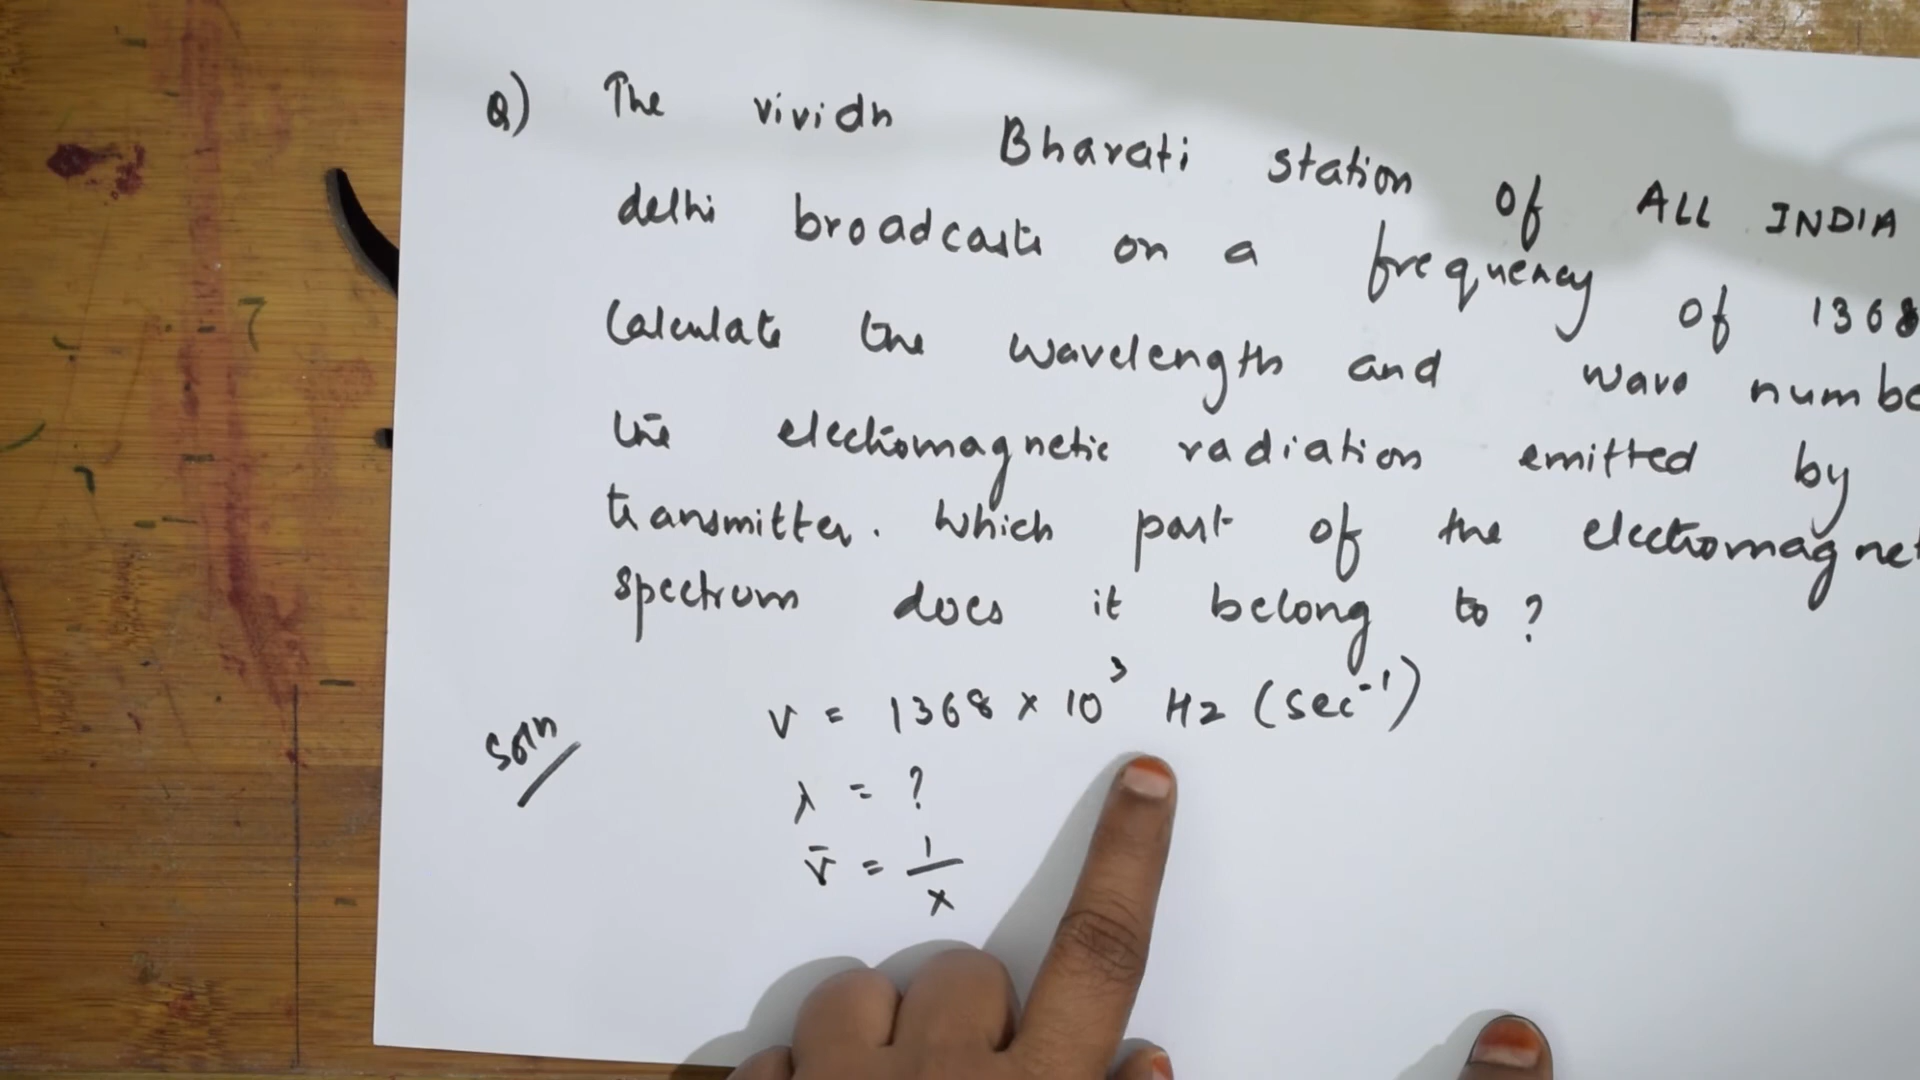 Q) The vividh Bharati station of ALL INDIA
delhi broadcasts on a frequency of 1368
Calculate the wavelength and wave numbe
the electromagnetic radiation emitted by
transmitter. Which part of the electromagnet
spectrum does it belong to ?
Soln ν = 1368 × 10³ Hz (sec⁻¹)
λ = ?
ν̄ = 1/λ